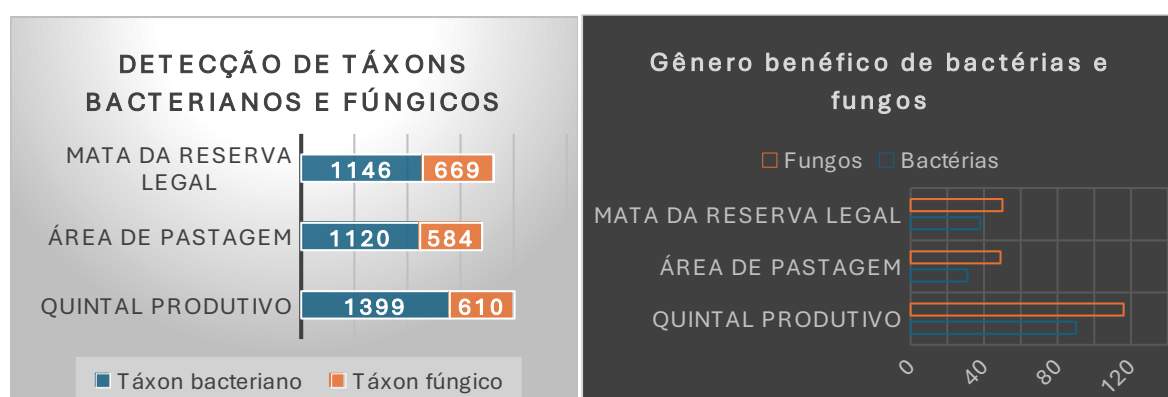 DETECÇÃO DE TÁXONS
BACTERIANOS E FÚNGICOS
MATA DA RESERVA
LEGAL
1146 669
ÁREA DE PASTAGEM
1120 584
QUINTAL PRODUTIVO
1399 610
Táxon bacteriano Táxon fúngico
Gênero benéfico de bactérias e
fungos
Fungos Bactérias
MATA DA RESERVA LEGAL
ÁREA DE PASTAGEM
QUINTAL PRODUTIVO
0 40 80 120